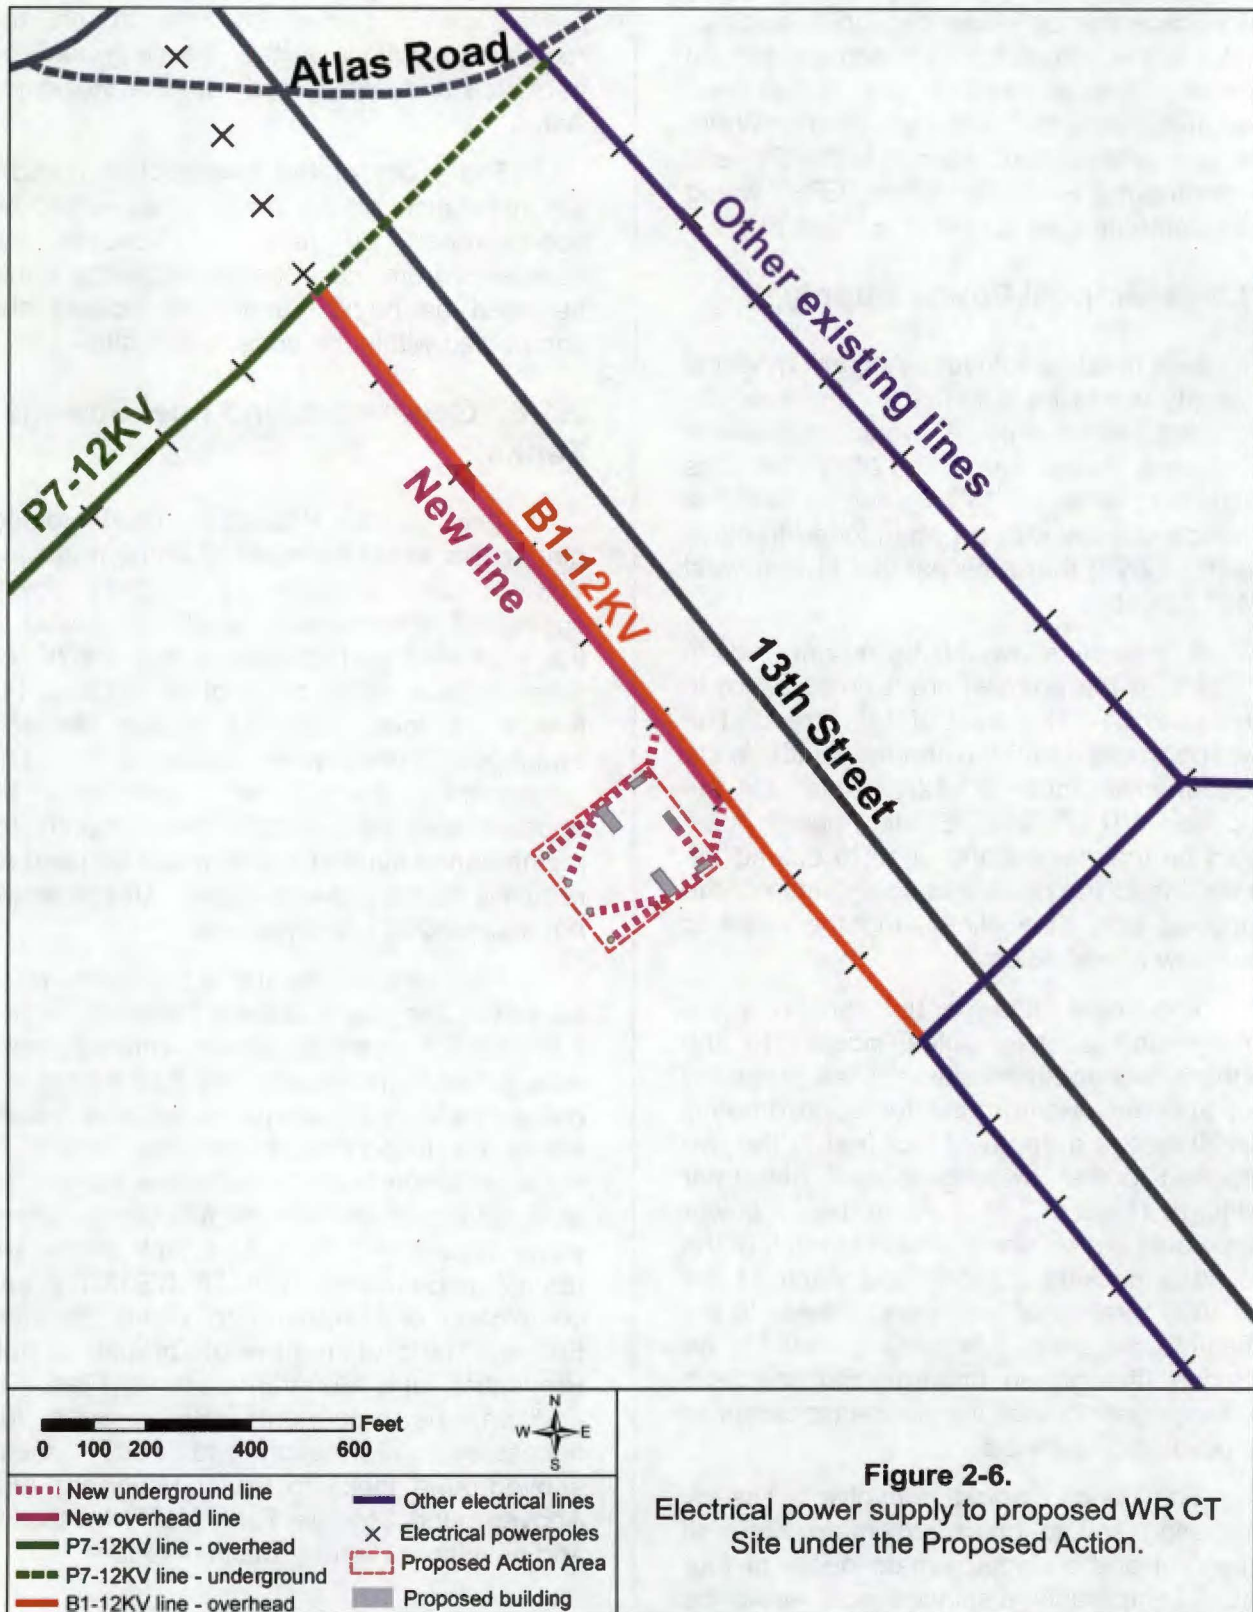 Atlas Road
Other existing lines
P7-12KV
New line
B1-12KV
13th Street
Feet
0 100 200 400 600
N
W E
S
New underground line
New overhead line
P7-12KV line - overhead
P7-12KV line - underground
B1-12KV line - overhead
Other electrical lines
Electrical powerpoles
Proposed Action Area
Proposed building
Figure 2-6.
Electrical power supply to proposed WR CT
Site under the Proposed Action.